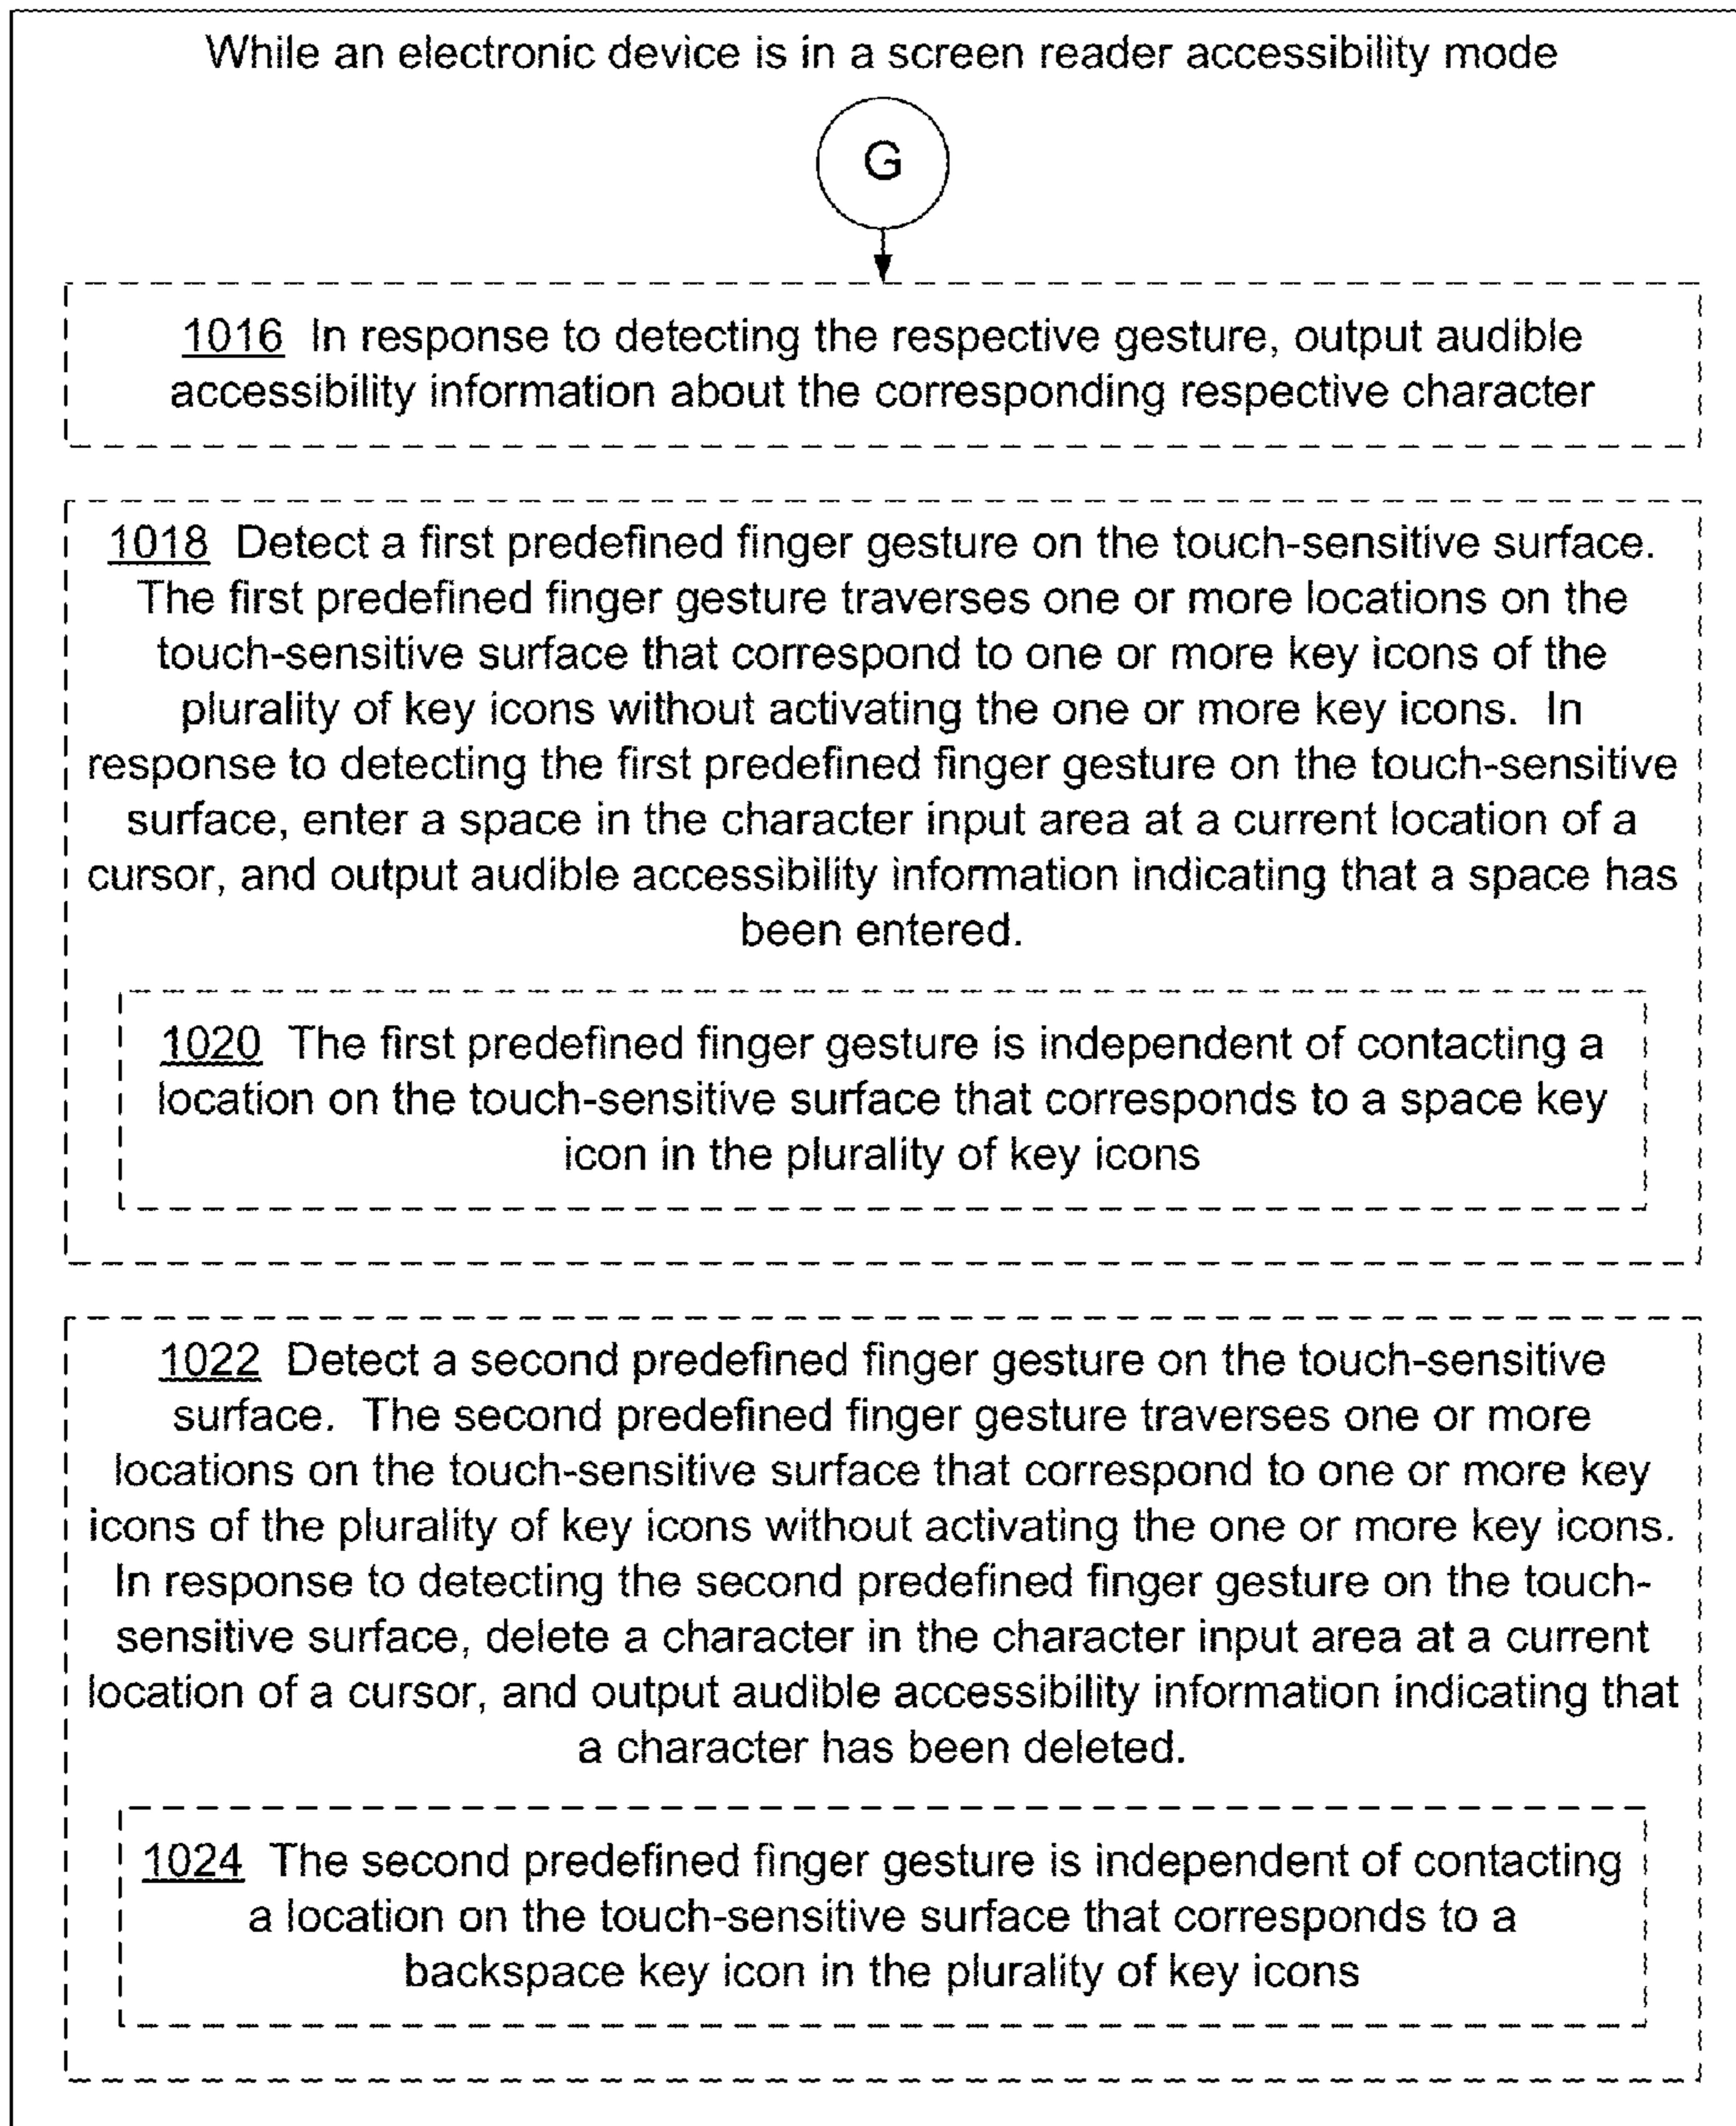 While an electronic device is in a screen reader accessibility mode
G
1016 In response to detecting the respective gesture, output audible
accessibility information about the corresponding respective character
1018 Detect a first predefined finger gesture on the touch-sensitive surface.
The first predefined finger gesture traverses one or more locations on the
touch-sensitive surface that correspond to one or more key icons of the
plurality of key icons without activating the one or more key icons. In
response to detecting the first predefined finger gesture on the touch-sensitive
surface, enter a space in the character input area at a current location of a
cursor, and output audible accessibility information indicating that a space has
been entered.
1020 The first predefined finger gesture is independent of contacting a
location on the touch-sensitive surface that corresponds to a space key
icon in the plurality of key icons
1022 Detect a second predefined finger gesture on the touch-sensitive
surface. The second predefined finger gesture traverses one or more
locations on the touch-sensitive surface that correspond to one or more key
icons of the plurality of key icons without activating the one or more key icons.
In response to detecting the second predefined finger gesture on the touch-
sensitive surface, delete a character in the character input area at a current
location of a cursor, and output audible accessibility information indicating that
a character has been deleted.
1024 The second predefined finger gesture is independent of contacting
a location on the touch-sensitive surface that corresponds to a
backspace key icon in the plurality of key icons